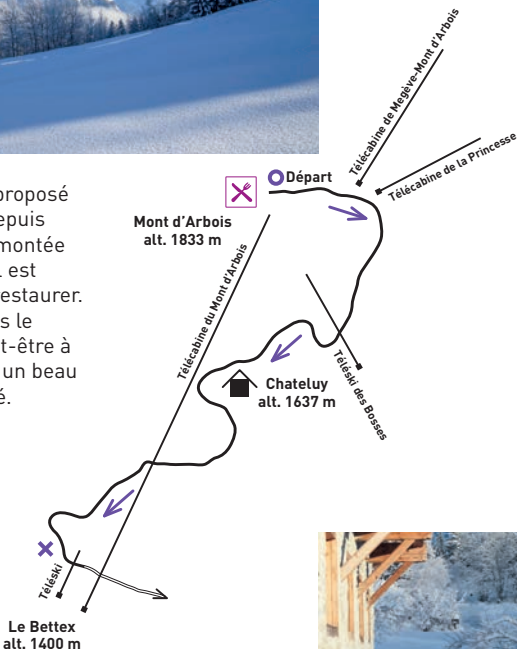 Télécabine de Megève-Mont d'Arbois
Télécabine de la Princesse
Départ
Mont d'Arbois
alt. 1833 m
proposé
epuis
montée
est
restaurer.
s le
t-être à
un beau
é.
Télécabine du Mont d'Arbois
Téléski des Bosses
Chateluy
alt. 1637 m
Téléski
Le Bettex
alt. 1400 m